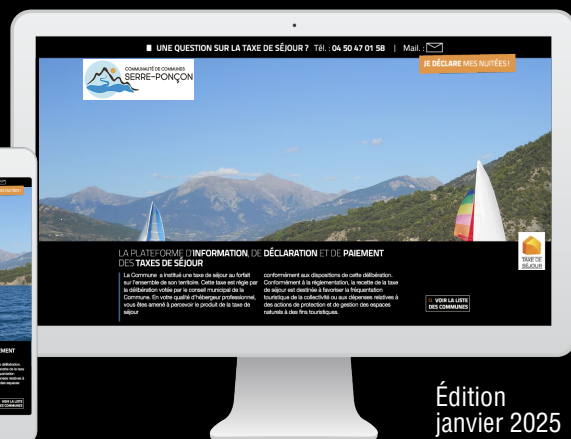 UNE QUESTION SUR LA TAXE DE SÉJOUR ? Tél. : 04 50 47 01 58 | Mail. :
JE DÉCLARE MES NUITÉES !
COMMUNAUTÉ DE COMMUNES
SERRE-PONÇON
LA PLATEFORME D'INFORMATION, DE DÉCLARATION ET DE PAIEMENT
DES TAXES DE SÉJOUR
La Commune a institué une taxe de séjour au forfait
sur l'ensemble de son territoire. Cette taxe est régie par
la délibération votée par le conseil municipal de la
Commune. En votre qualité d'hébergeur professionnel,
vous êtes amené à percevoir le produit de la taxe de
séjour
conformément aux dispositions de cette délibération.
Conformément à la réglementation, la recette de la taxe
de séjour est destinée à favoriser la fréquentation
touristique de la collectivité ou aux dépenses relatives à
des actions de protection et de gestion des espaces
naturels à des fins touristiques.
TAXE DE
SÉJOUR
VOIR LA LISTE
DES COMMUNES
Édition
janvier 2025